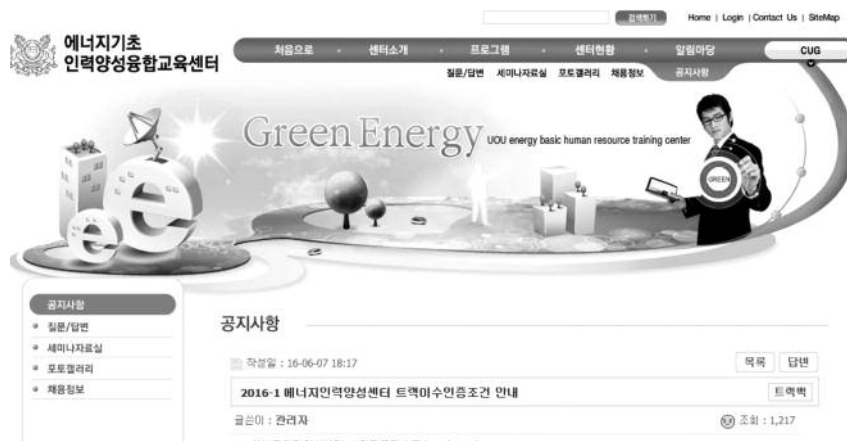 검색하기 Home | Login | Contact Us | SiteMap
에너지기초
인력양성융합교육센터
처음으로 센터소개 프로그램 센터현황 알림마당 CUG
질문/답변 세미나자료실 포토갤러리 채용정보 공지사항
Green Energy UOU energy basic human resource training center
GREEN
공지사항
질문/답변
세미나자료실
포토갤러리
채용정보
공지사항
작성일 : 16-06-07 18:17 목록 답변
2016-1 에너지인력양성센터 트랙이수인증조건 안내 트랙백
글쓴이 : 관리자 조회 : 1,217